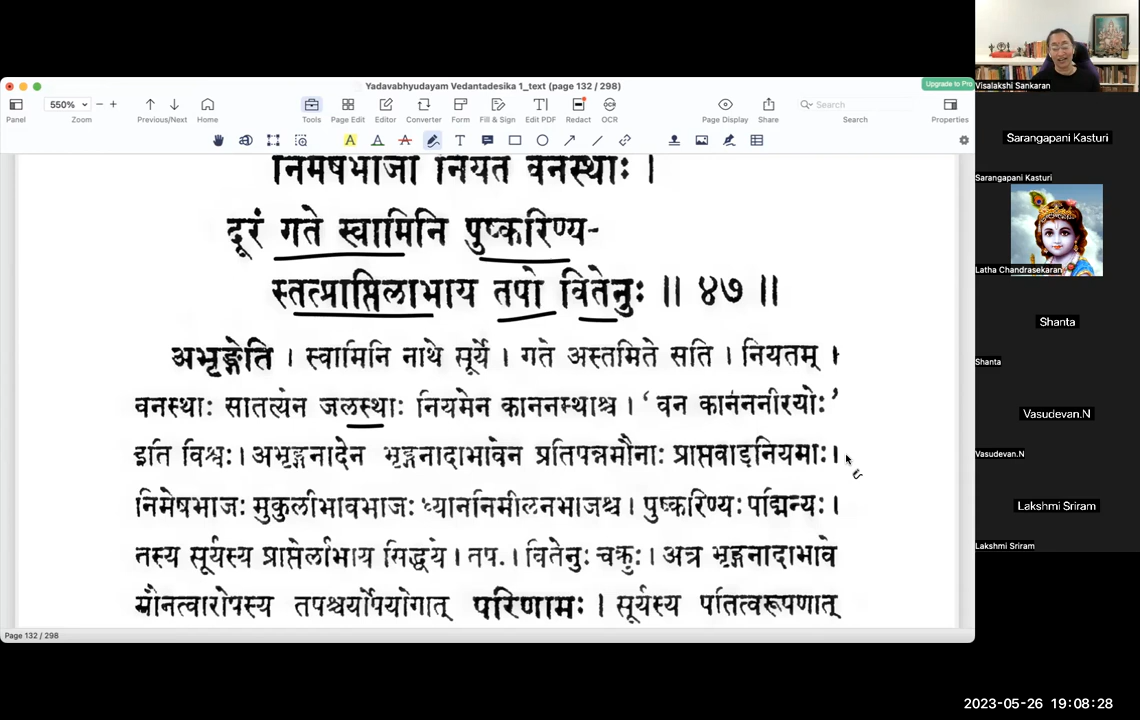 Yadavabhyudayam Vedantadesika 1_text (page 132 / 298)
Upgrade to Pro
550%
Search
Panel
Zoom
Previous/Next
Home
Tools
Page Edit
Editor
Converter
Form
Fill & Sign
Edit PDF
Redact
OCR
Page Display
Share
Search
Properties
निमेषभाजो नियतं वनस्थाः ।
दूरं गते स्वामिनि पुष्करिण्य-
स्तत्प्राप्तिलाभाय तपो वितेनुः ॥ ४७ ॥
अभृङ्गेति । स्वामिनि नाथे सूर्ये । गते अस्तमिते सति । नियतम् ।
वनस्थाः सातत्येन जलस्थाः नियमेन काननस्थाश्च । ‘ वन कानननीरयोः’
इति विश्वः। अभृङ्गनादेन भृङ्गनादाभावेन प्रतिपन्नमौनाः प्राप्तवाङ्नियमाः।
निमेषभाजः मुकुलीभावभाजः ध्याननिमीलनभाजश्च । पुष्करिण्यः पद्मिन्यः ।
तस्य सूर्यस्य प्राप्तेर्लाभाय सिद्धये । तप. । वितेनुः चक्रुः । अत्र भृङ्गनादाभावे
मौनत्वारोपस्य तपश्चर्योपयोगात् परिणामः । सूर्यस्य पतित्वरूपणात्
Page 132 / 298
Visalakshi Sankaran
Sarangapani Kasturi
Sarangapani Kasturi
Latha Chandrasekaran
Shanta
Shanta
Vasudevan.N
Vasudevan.N
Lakshmi Sriram
Lakshmi Sriram
2023-05-26 19:08:28